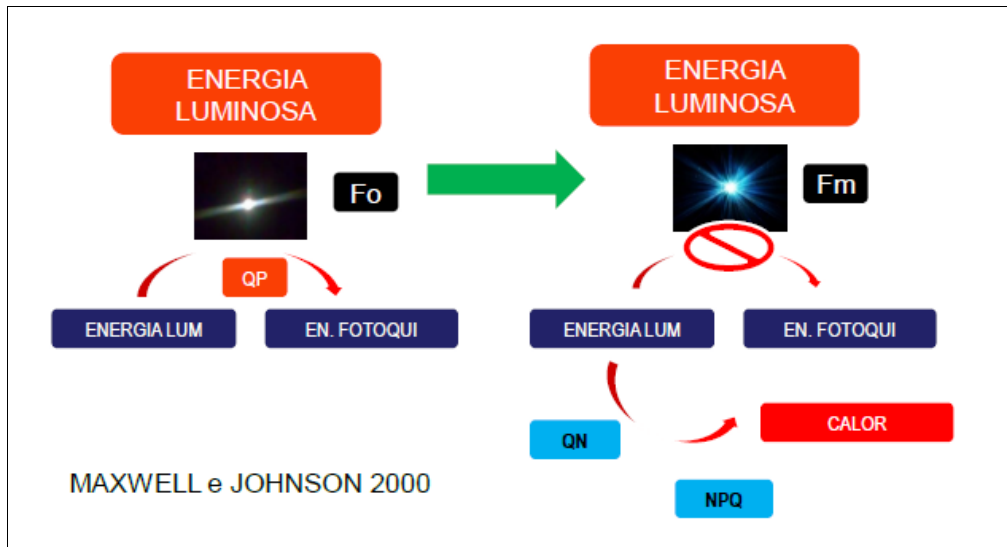 ENERGIA
LUMINOSA
Fo
QP
ENERGIA LUM
EN. FOTOQUI
ENERGIA
LUMINOSA
Fm
ENERGIA LUM
EN. FOTOQUI
QN
CALOR
NPQ
MAXWELL e JOHNSON 2000